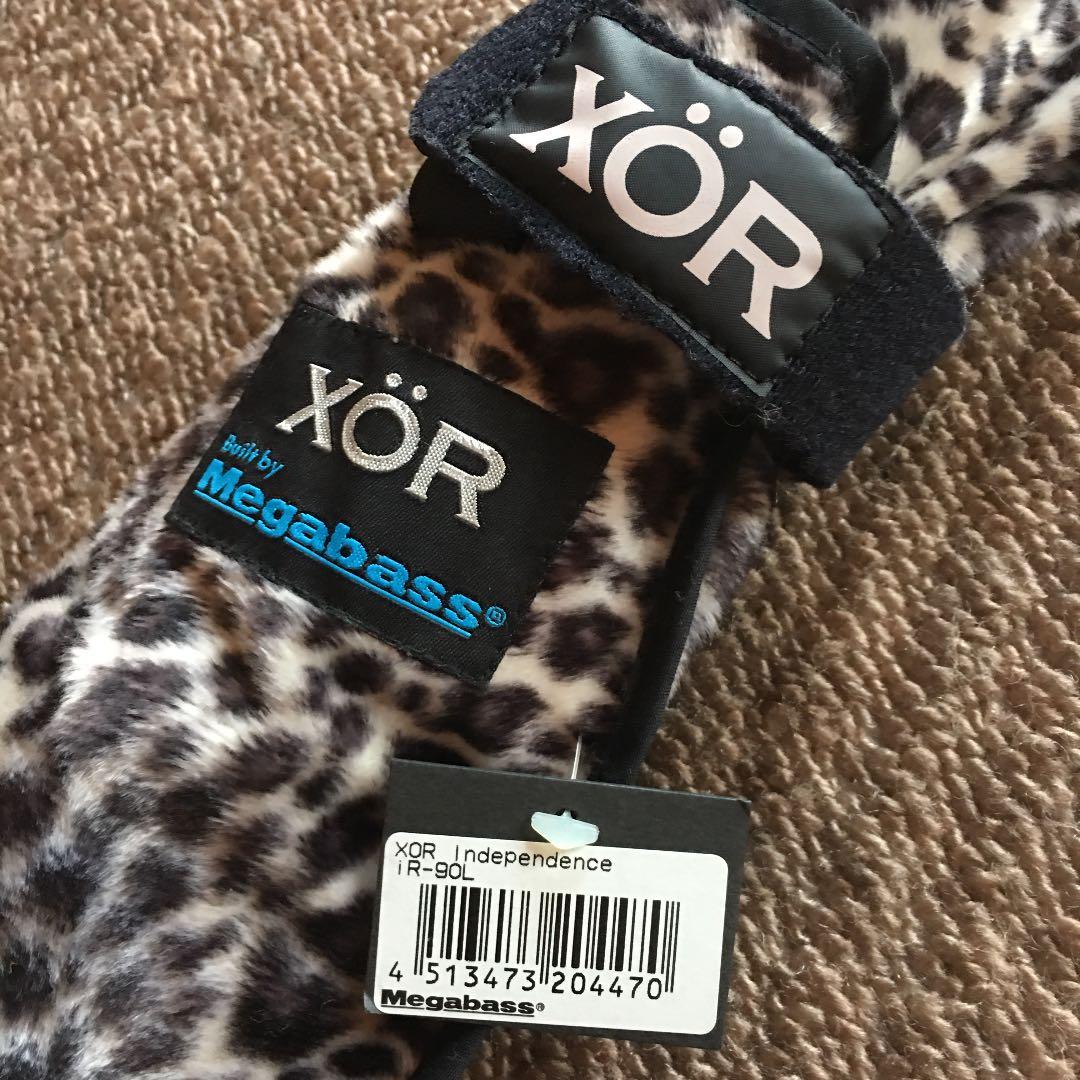 XÖR
XÖR
Built by
Megabass®
XOR Independence
iR-90L
4 513473 204470
Megabass®